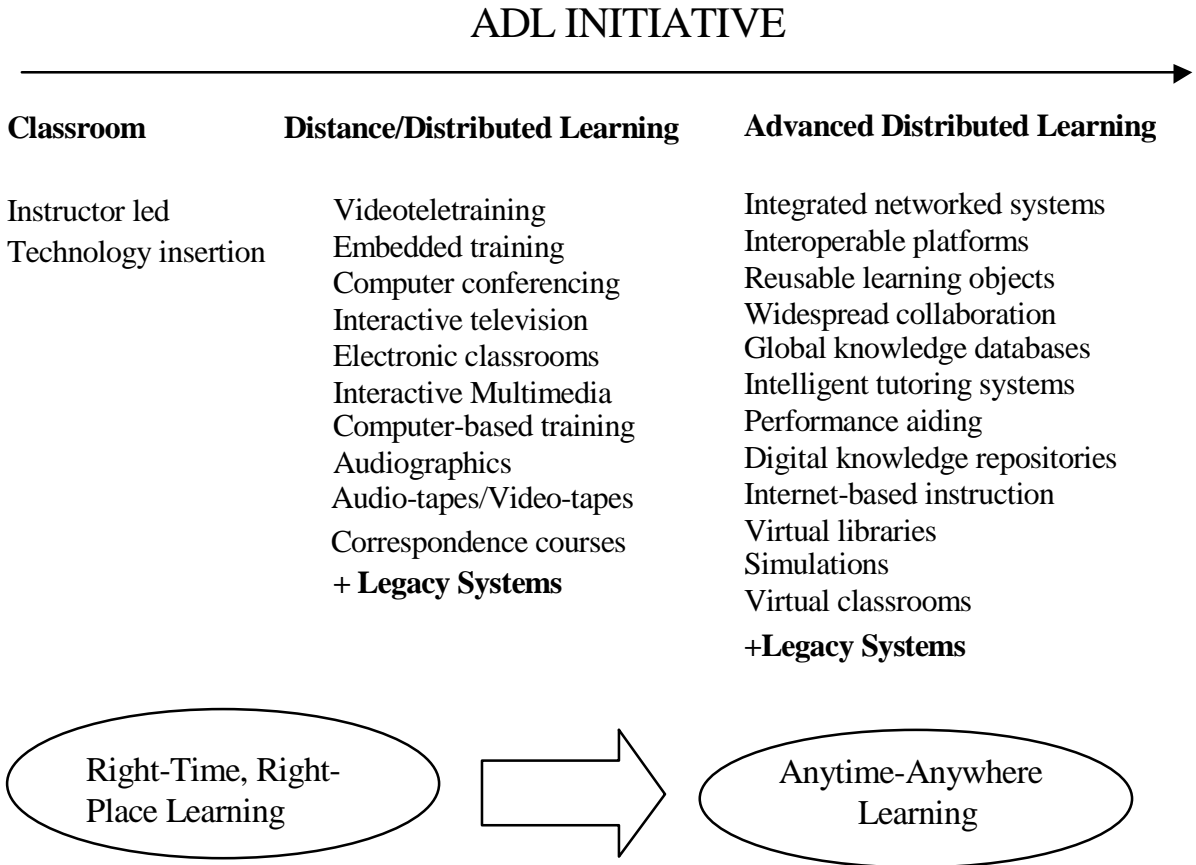 ADL INITIATIVE
Classroom
Instructor led
Technology insertion
Distance/Distributed Learning
Videoteletraining
Embedded training
Computer conferencing
Interactive television
Electronic classrooms
Interactive Multimedia
Computer-based training
Audiographics
Audio-tapes/Video-tapes
Correspondence courses
+ Legacy Systems
Advanced Distributed Learning
Integrated networked systems
Interoperable platforms
Reusable learning objects
Widespread collaboration
Global knowledge databases
Intelligent tutoring systems
Performance aiding
Digital knowledge repositories
Internet-based instruction
Virtual libraries
Simulations
Virtual classrooms
+Legacy Systems
Right-Time, Right-
Place Learning
Anytime-Anywhere
Learning